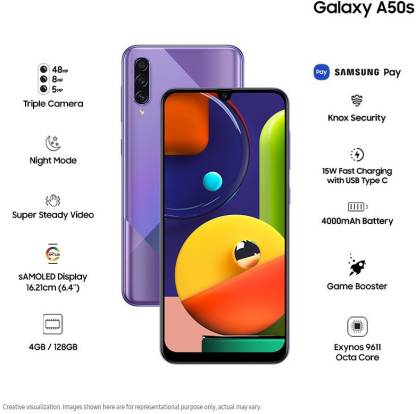 Galaxy A50s
48MP
8MP
5MP
Triple Camera
Night Mode
Super Steady Video
sAMOLED Display
16.21cm (6.4")
4GB / 128GB
Pay SAMSUNG Pay
Knox Security
15W Fast Charging
with USB Type C
4000mAh Battery
Game Booster
Exynos 9611
Octa Core
Creative visualization. Images shown here are for representational purpose only, actual may vary.